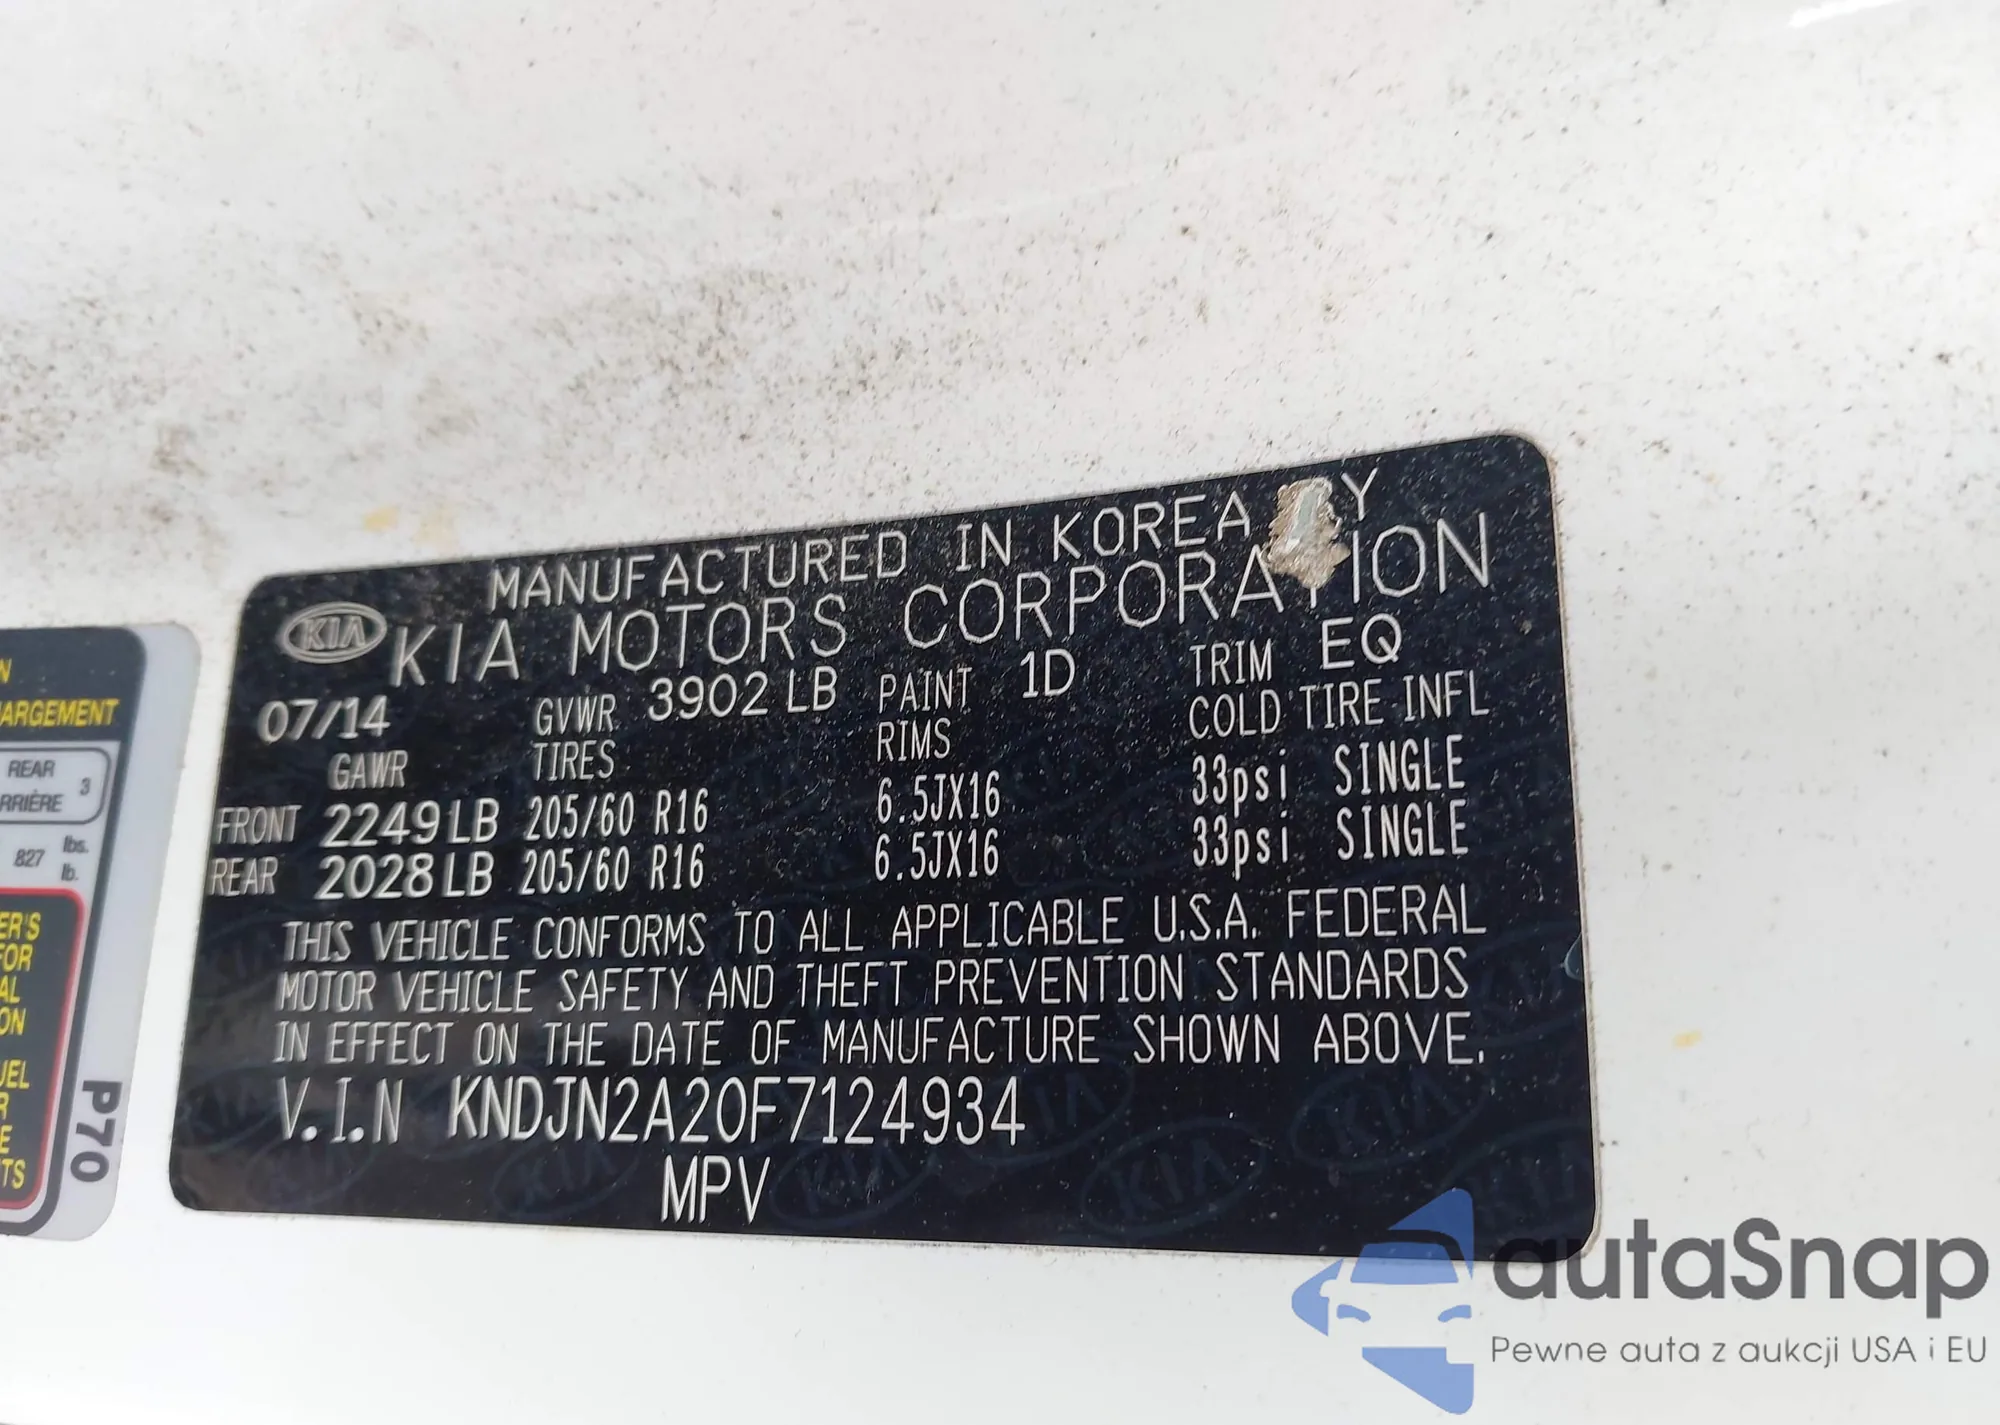 MANUFACTURED IN KOREA Y
KIA KIA MOTORS CORPORATION
07/14 GVWR 3902 LB PAINT 1D TRIM EQ
GAWR TIRES RIMS COLD TIRE INFL
FRONT 2249 LB 205/60 R16 6.5JX16 33psi SINGLE
REAR 2028 LB 205/60 R16 6.5JX16 33psi SINGLE
THIS VEHICLE CONFORMS TO ALL APPLICABLE U.S.A. FEDERAL
MOTOR VEHICLE SAFETY AND THEFT PREVENTION STANDARDS
IN EFFECT ON THE DATE OF MANUFACTURE SHOWN ABOVE.
V.I.N KNDJN2A20F7124934
MPV
REAR 3
827 lbs.
lb.
P70
autaSnap
Pewne auta z aukcji USA i EU